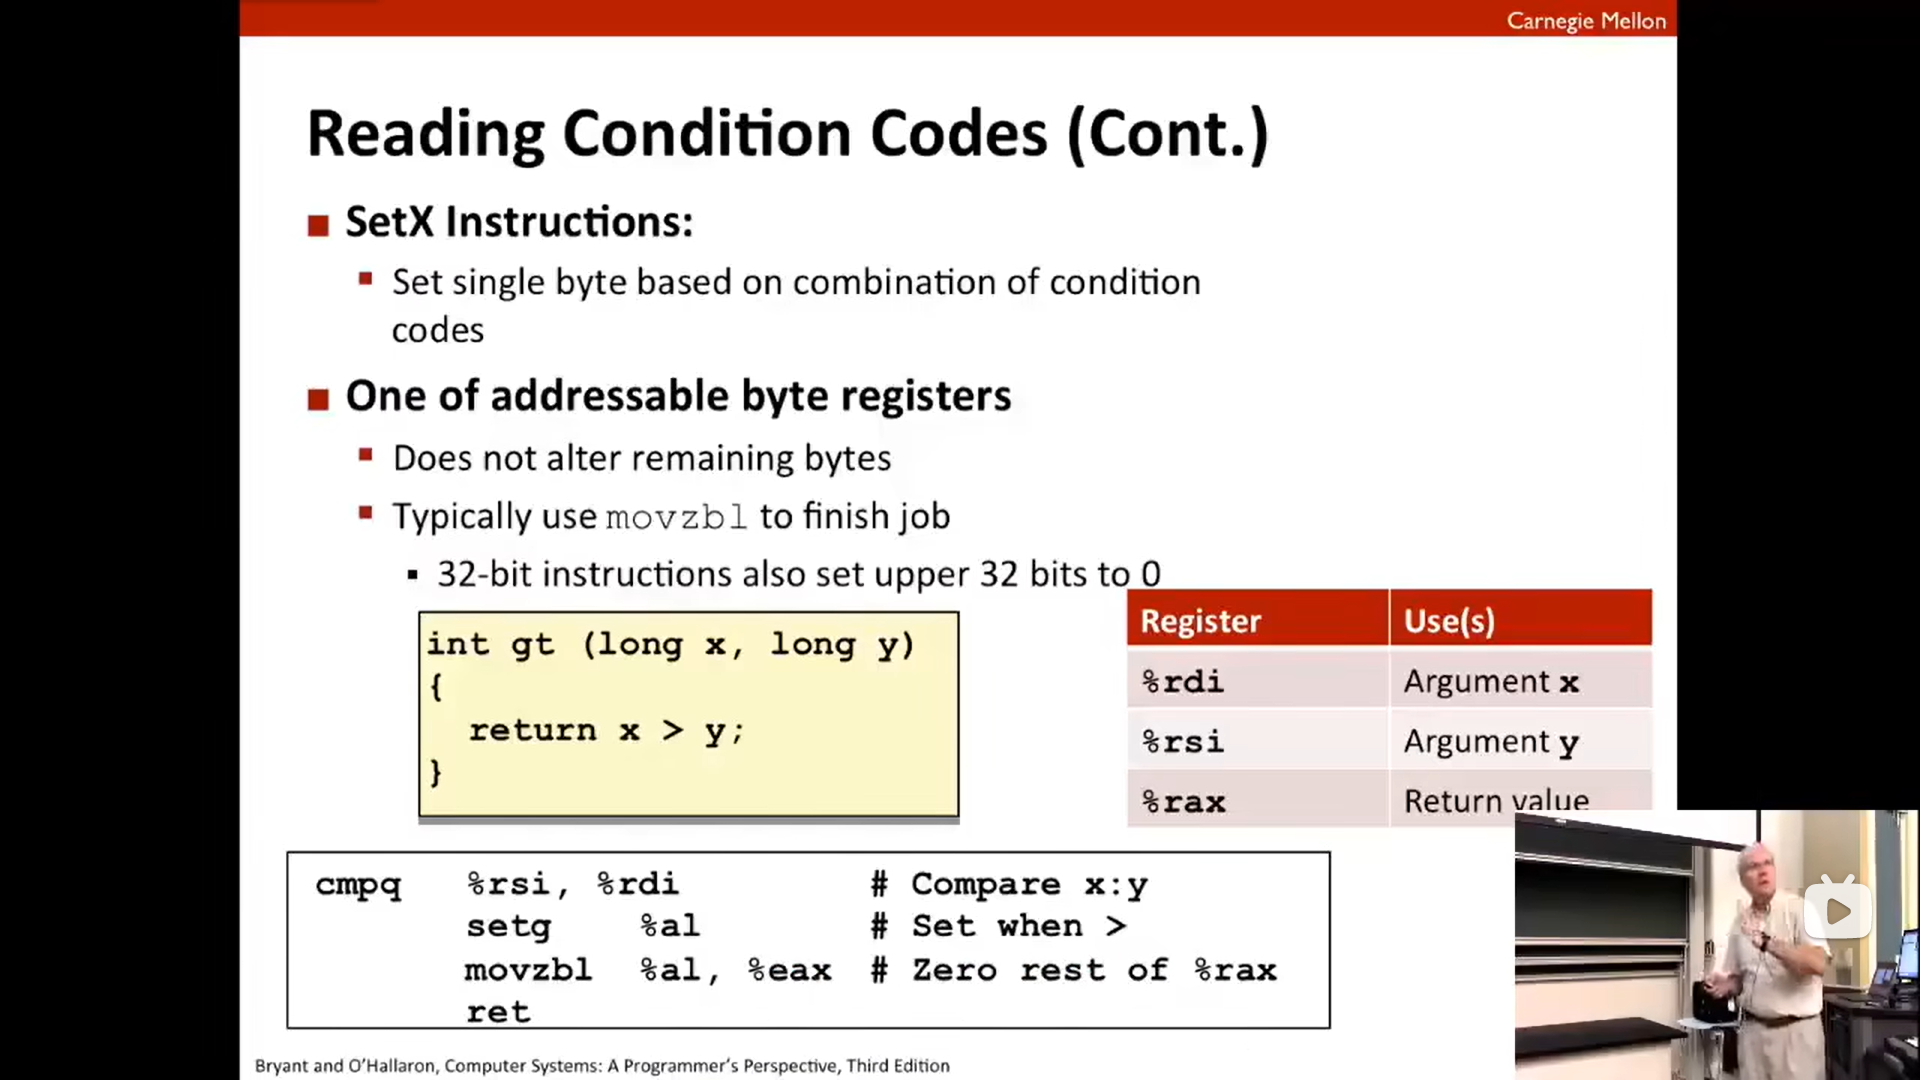 Carnegie Mellon
Reading Condition Codes (Cont.)
SetX Instructions:
Set single byte based on combination of condition
codes
One of addressable byte registers
Does not alter remaining bytes
Typically use movzbl to finish job
32-bit instructions also set upper 32 bits to 0
int gt (long x, long y)
{
return x > y;
}
Register Use(s)
%rdi Argument x
%rsi Argument y
%rax Return value
cmpq %rsi, %rdi # Compare x:y
setg %al # Set when >
movzbl %al, %eax # Zero rest of %rax
ret
Bryant and O'Hallaron, Computer Systems: A Programmer's Perspective, Third Edition